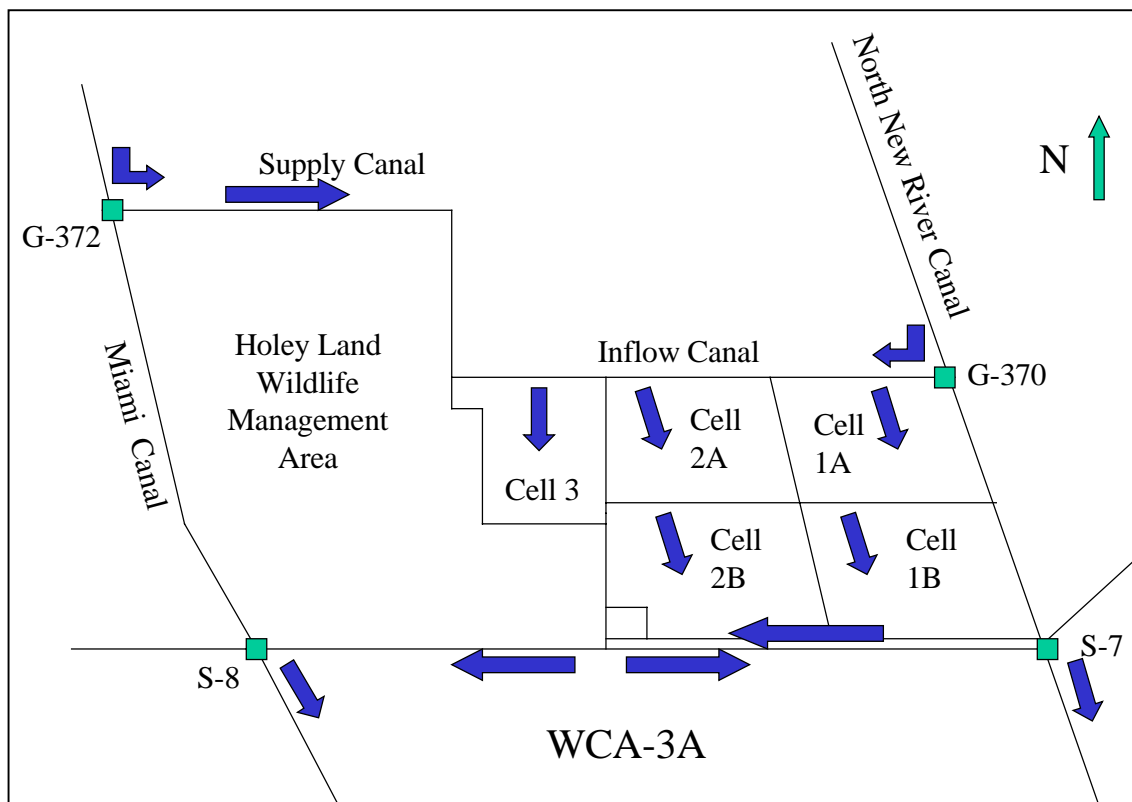 North New River Canal
N
Supply Canal
G-372
Miami Canal
Holey Land
Wildlife
Management
Area
Inflow Canal
G-370
Cell
2A
Cell
1A
Cell 3
Cell
2B
Cell
1B
S-8
S-7
WCA-3A